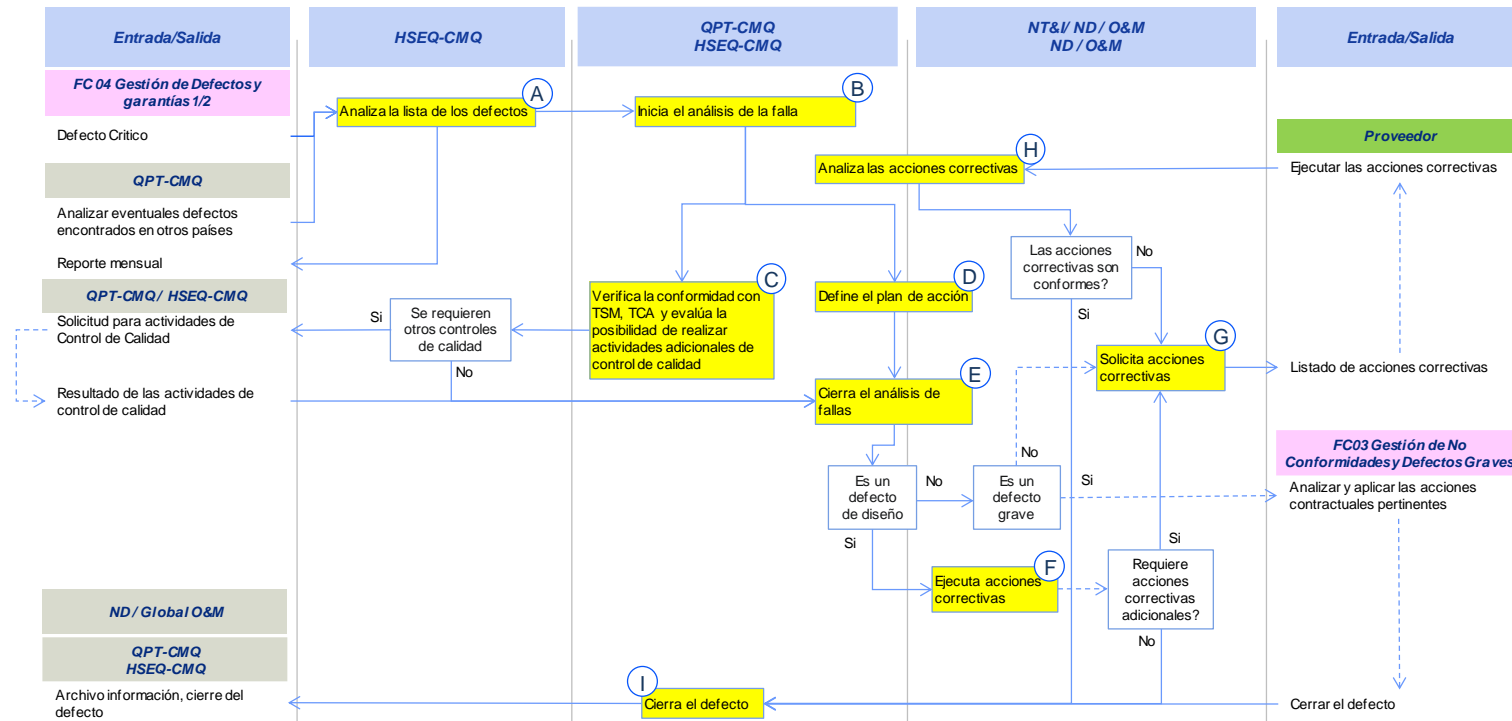 Entrada/Salida
HSEQ-CMQ
QPT-CMQ
HSEQ-CMQ
NT&I/ ND / O&M
ND / O&M
Entrada/Salida
FC 04 Gestión de Defectos y
garantías 1/2
Defecto Critico
A
Analiza la lista de los defectos
B
Inicia el análisis de la falla
H
Analiza las acciones correctivas
Proveedor
Ejecutar las acciones correctivas
QPT-CMQ
Analizar eventuales defectos
encontrados en otros países
Reporte mensual
QPT-CMQ/ HSEQ-CMQ
Solicitud para actividades de
Control de Calidad
Resultado de las actividades de
control de calidad
Si
Se requieren
otros controles
de calidad
No
C
Verifica la conformidad con
TSM, TCA y evalúa la
posibilidad de realizar
actividades adicionales de
control de calidad
D
Define el plan de acción
Las acciones
correctivas son
conformes?
No
Si
G
Solicita acciones
correctivas
Listado de acciones correctivas
E
Cierra el análisis de
fallas
Es un
defecto
de diseño
No
Si
Es un
defecto
grave
No
Si
FC03 Gestión de No
Conformidades y Defectos Graves
Analizar y aplicar las acciones
contractuales pertinentes
F
Ejecuta acciones
correctivas
Si
Requiere
acciones
correctivas
adicionales?
No
ND / Global O&M
QPT-CMQ
HSEQ-CMQ
Archivo información, cierre del
defecto
I
Cierra el defecto
Cerrar el defecto